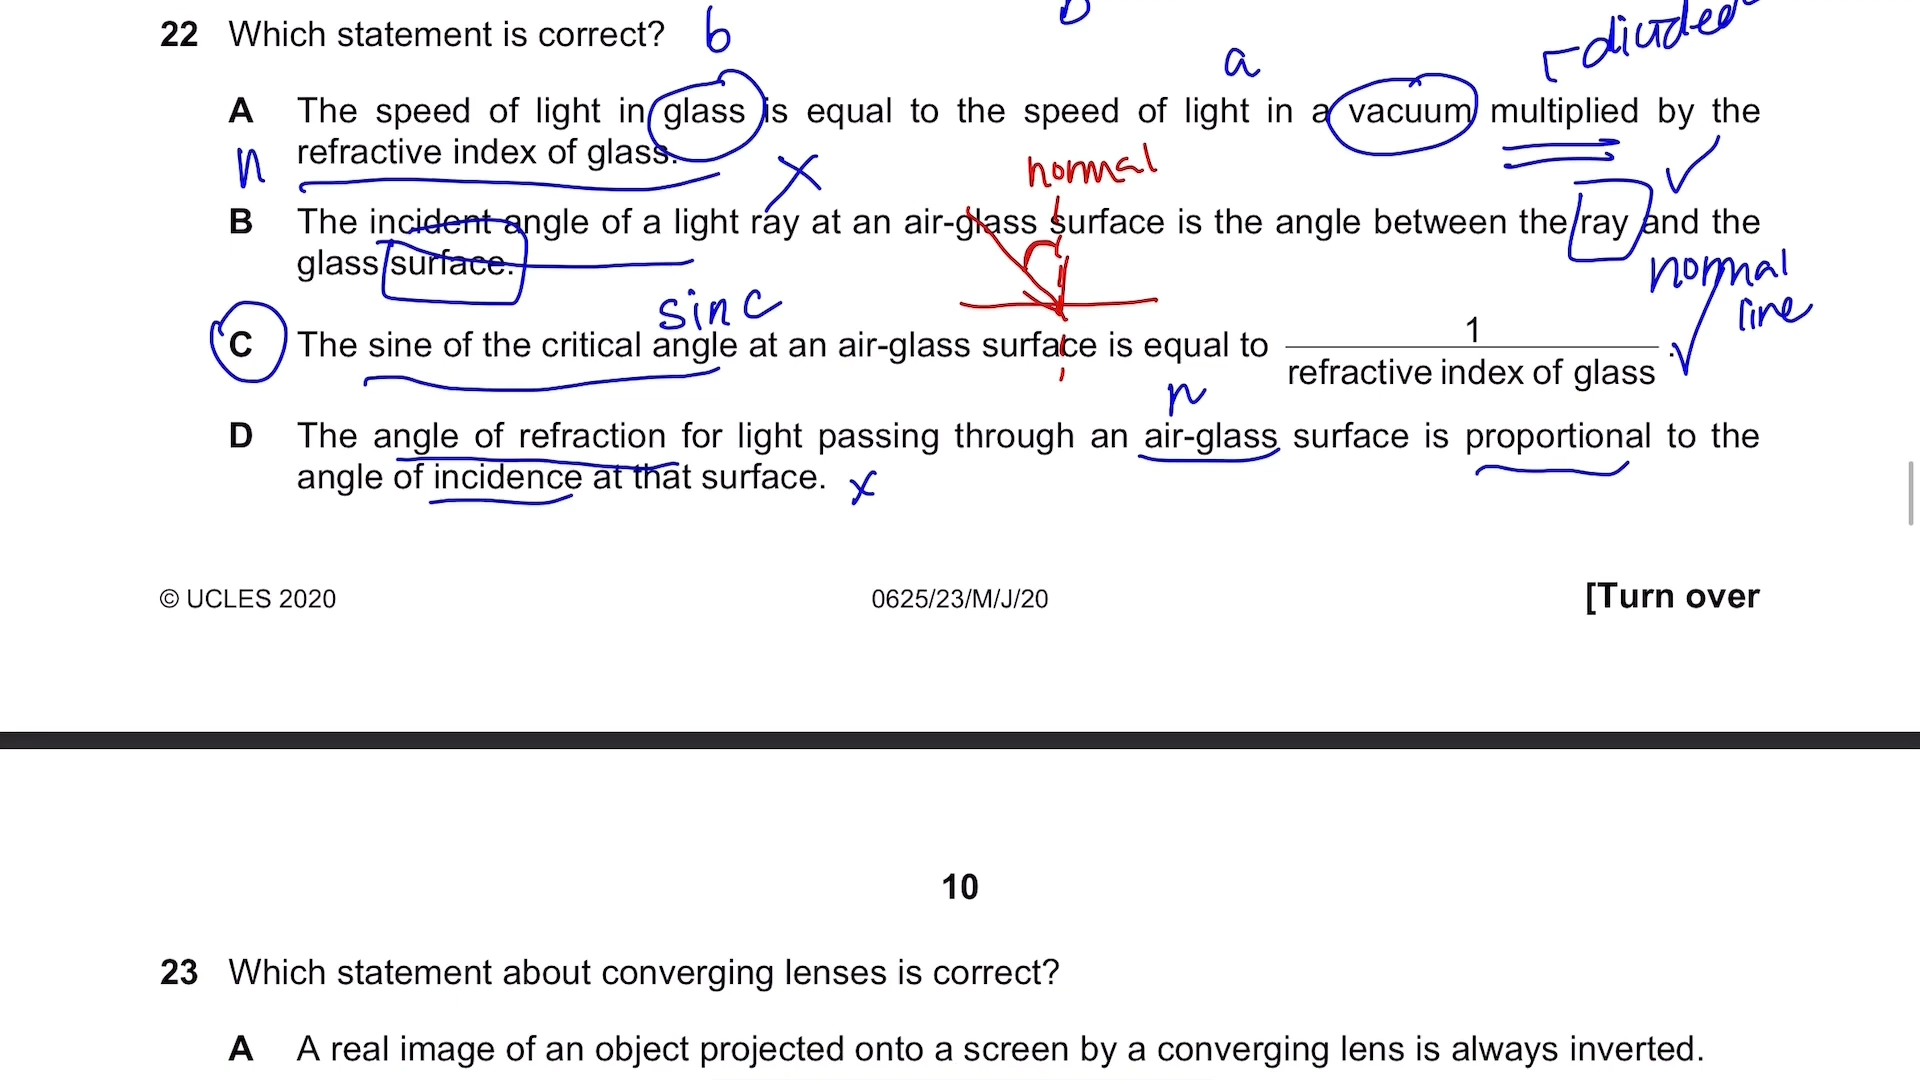 22 Which statement is correct? b
a
divided
A The speed of light in glass is equal to the speed of light in a vacuum multiplied by the
n refractive index of glass.
normal
B The incident angle of a light ray at an air-glass surface is the angle between the ray and the
glass surface.
normal
line
sin c
C The sine of the critical angle at an air-glass surface is equal to 1
refractive index of glass.
n
D The angle of refraction for light passing through an air-glass surface is proportional to the
angle of incidence at that surface. x
© UCLES 2020 0625/23/M/J/20 [Turn over
10
23 Which statement about converging lenses is correct?
A A real image of an object projected onto a screen by a converging lens is always inverted.